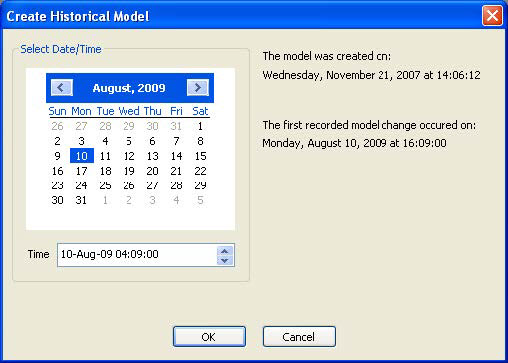 Create Historical Model
Select Date/Time
August, 2009
Sun Mon Tue Wed Thu Fri Sat
26 27 28 29 30 31 1
2 3 4 5 6 7 8
9 10 11 12 13 14 15
16 17 18 19 20 21 22
23 24 25 26 27 28 29
30 31 1 2 3 4 5
Time 10-Aug-09 04:09:00
The model was created cn:
Wednesday, November 21, 2007 at 14:06:12
The first recorded model change occured on:
Monday, August 10, 2009 at 16:09:00
OK Cancel